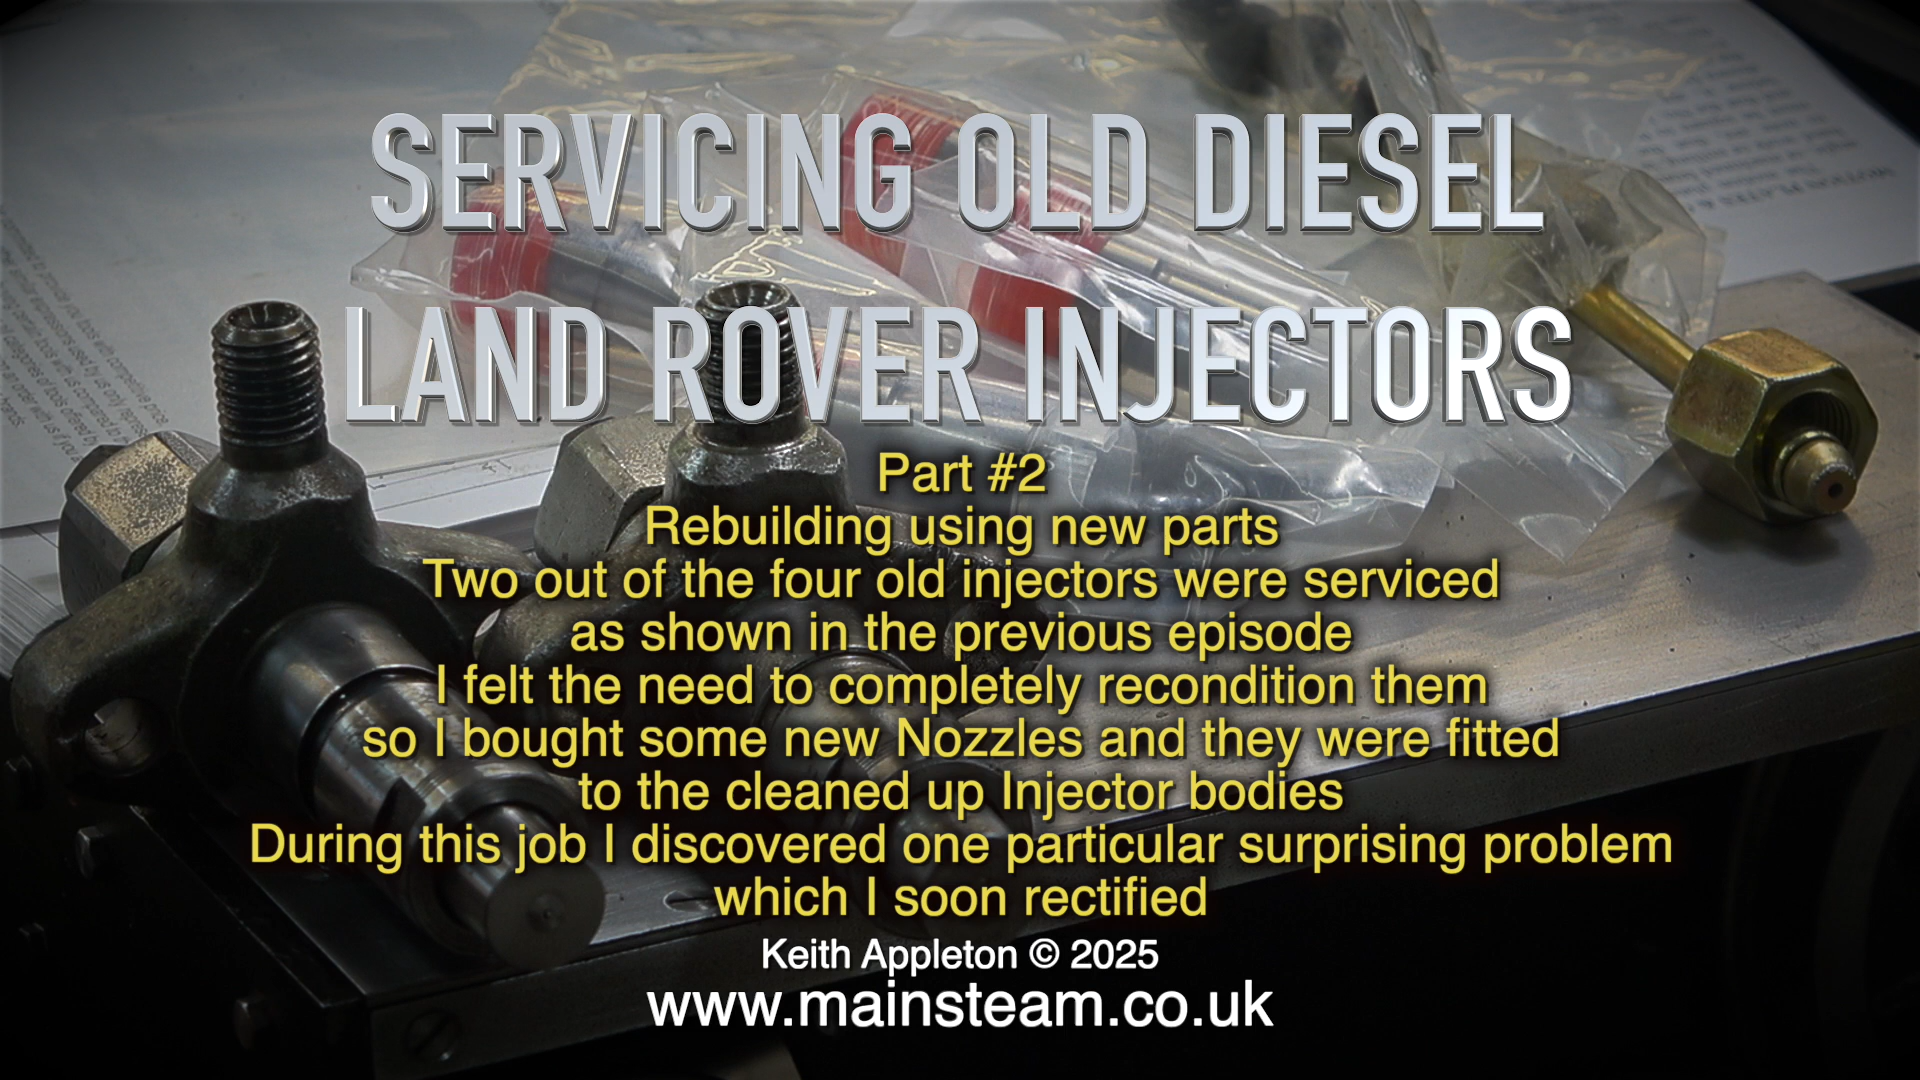 SERVICING OLD DIESEL
LAND ROVER INJECTORS
Part #2
Rebuilding using new parts
Two out of the four old injectors were serviced
as shown in the previous episode
I felt the need to completely recondition them
so I bought some new Nozzles and they were fitted
to the cleaned up Injector bodies
During this job I discovered one particular surprising problem
which I soon rectified
Keith Appleton © 2025
www.mainsteam.co.uk